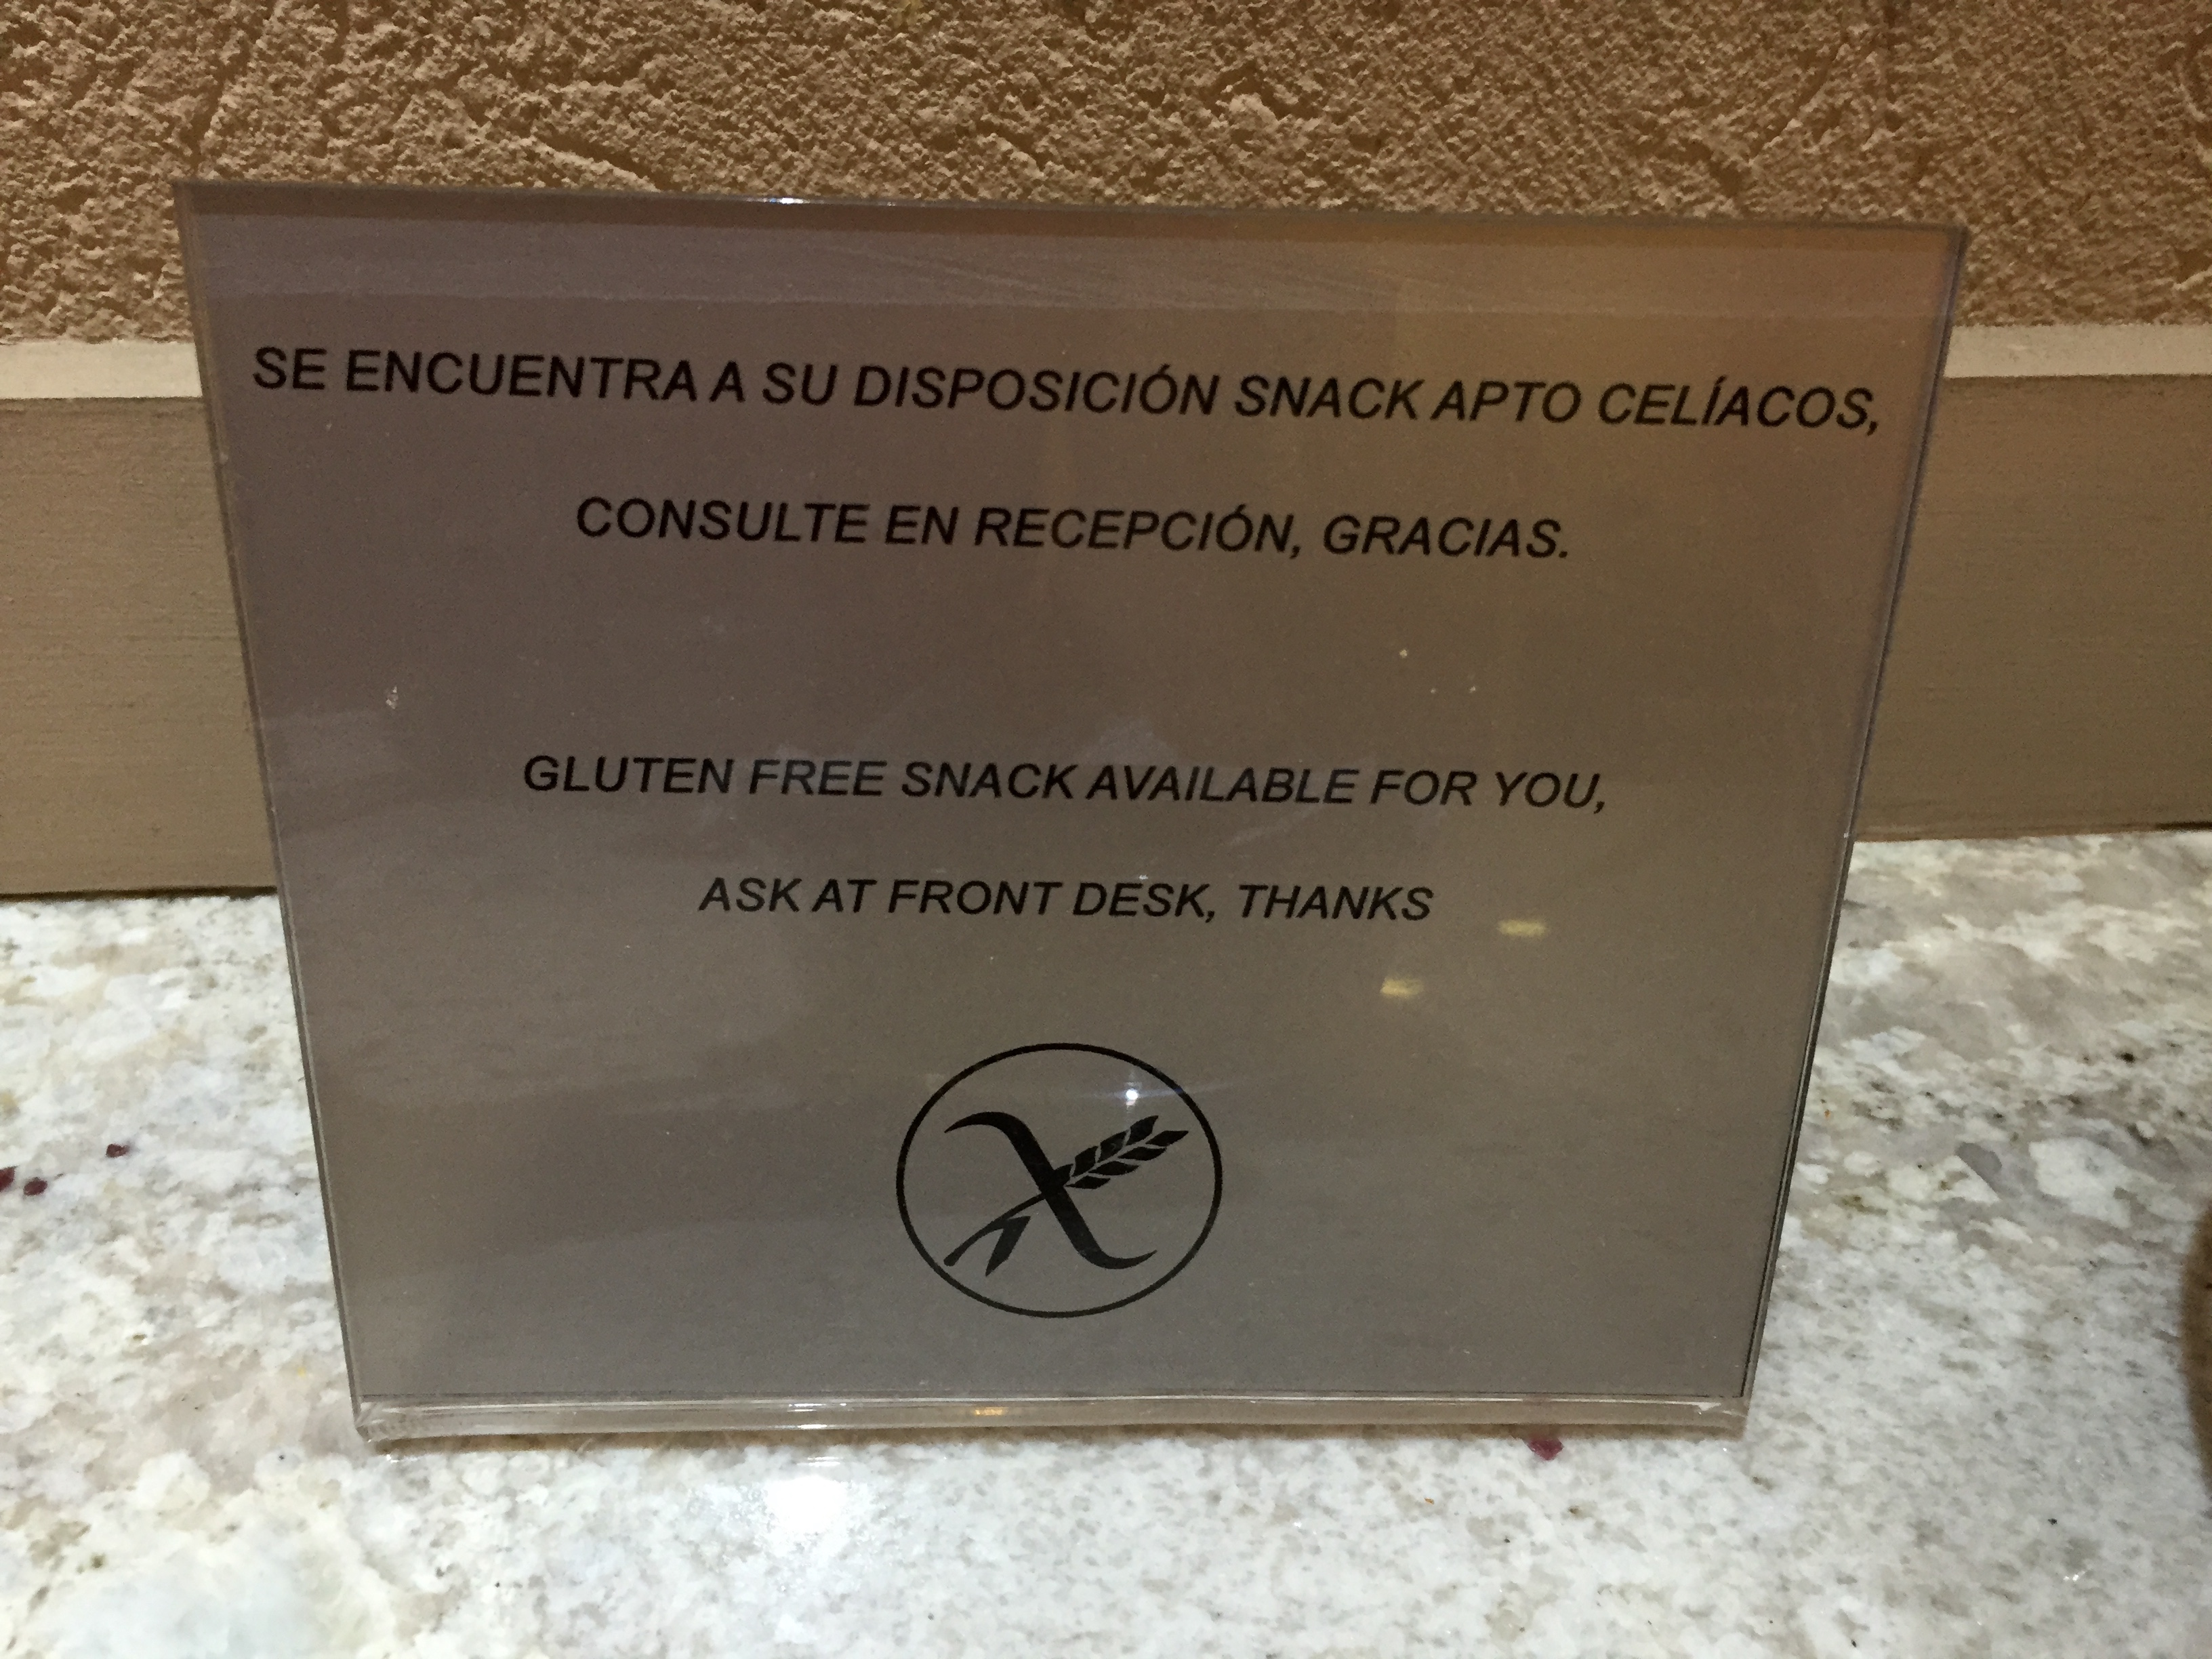 SE ENCUENTRA A SU DISPOSICIÓN SNACK APTO CELÍACOS,
CONSULTE EN RECEPCIÓN, GRACIAS.
GLUTEN FREE SNACK AVAILABLE FOR YOU,
ASK AT FRONT DESK, THANKS